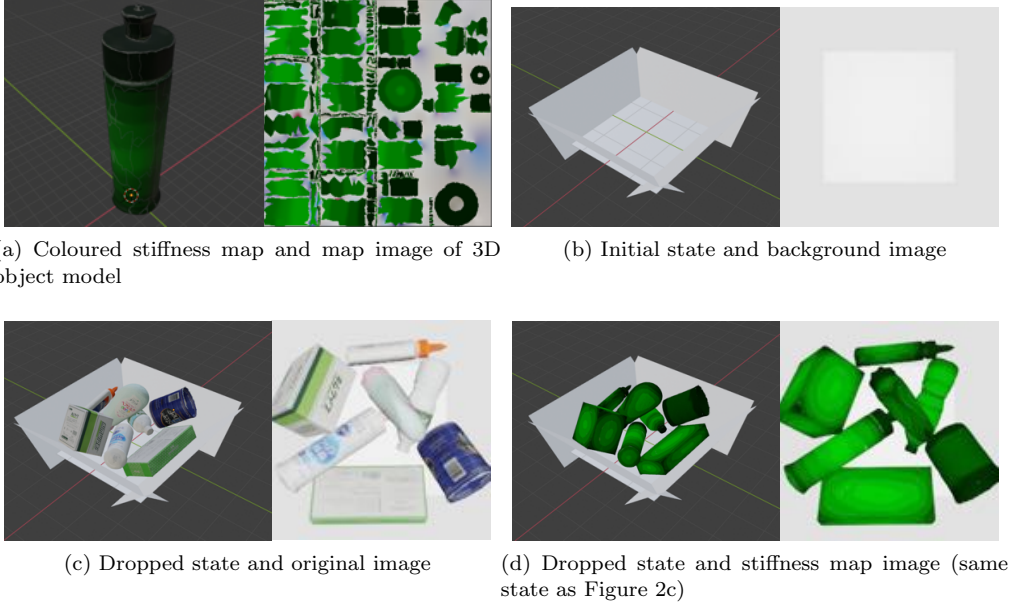 a) Coloured stiffness map and map image of 3D
object model
(b) Initial state and background image
(c) Dropped state and original image
(d) Dropped state and stiffness map image (same
state as Figure 2c)